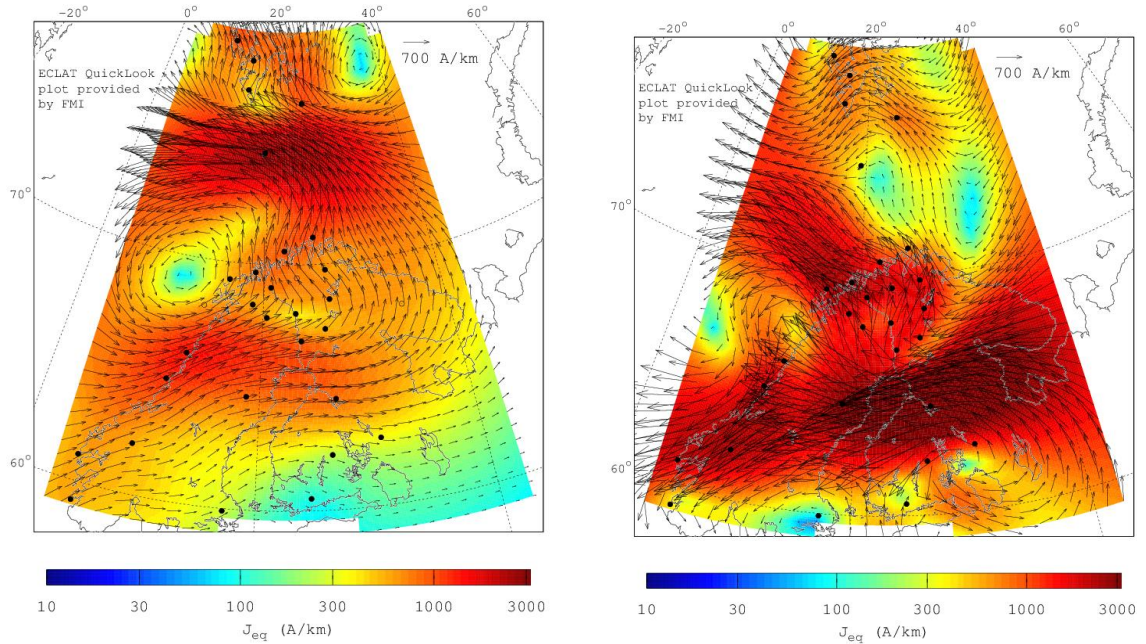 -20° 0° 20° 40° 60°
700 A/km
ECLAT QuickLook
plot provided
by FMI
70°
60°
10 30 100 300 1000 3000
J_eq (A/km)
-20° 0° 20° 40° 60°
700 A/km
ECLAT QuickLook
plot provided
by FMI
70°
60°
10 30 100 300 1000 3000
J_eq (A/km)